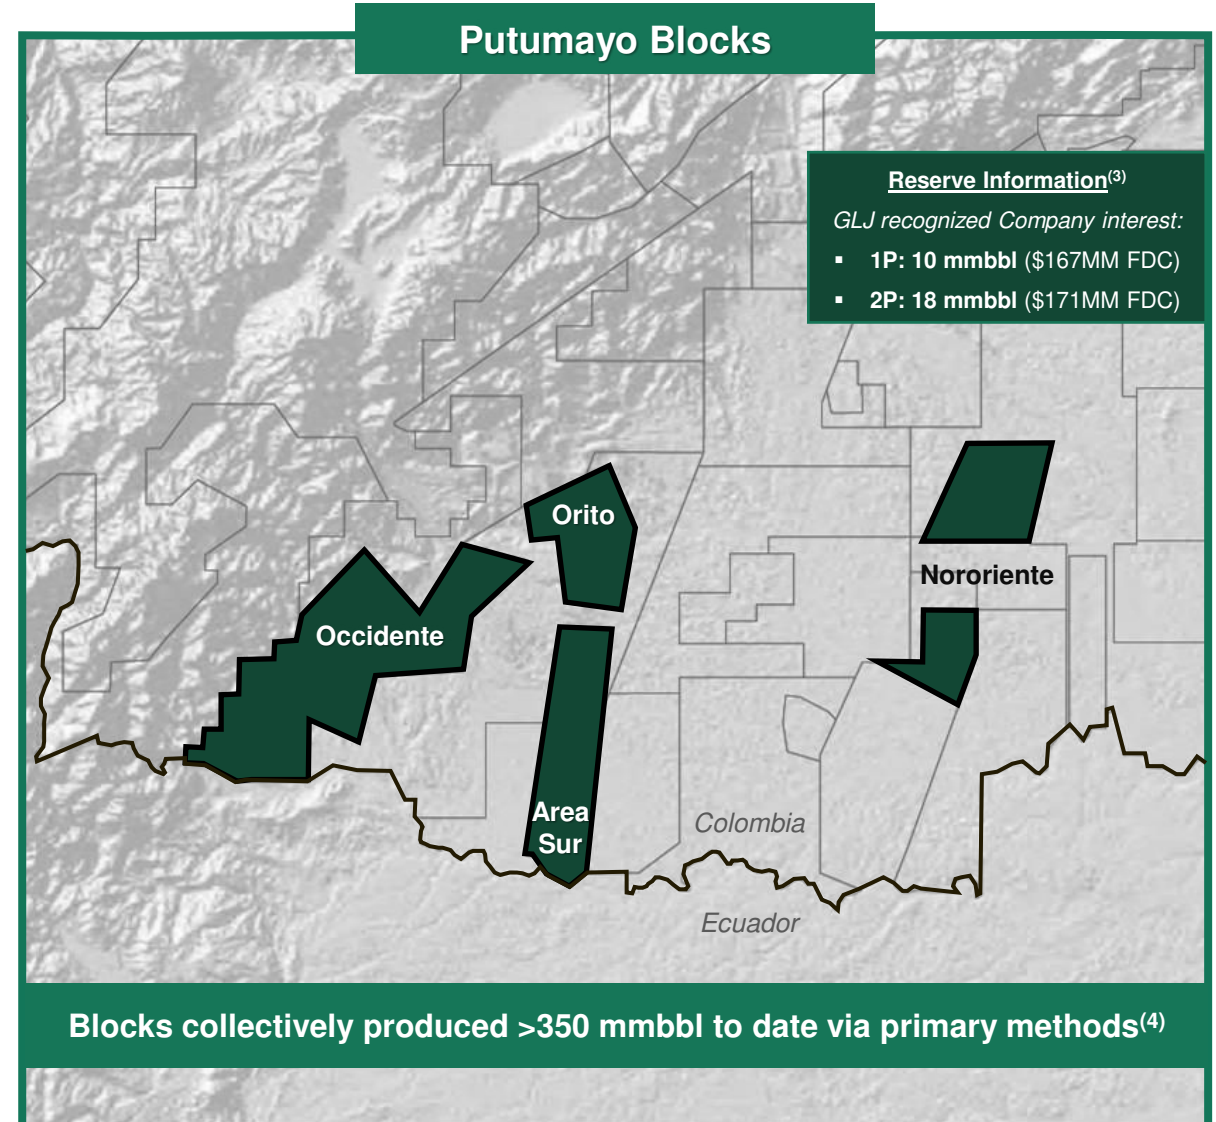 Putumayo Blocks
Reserve Information(3)
GLJ recognized Company interest:
▪ 1P: 10 mmbbl ($167MM FDC)
▪ 2P: 18 mmbbl ($171MM FDC)
Orito
Nororiente
Occidente
Area
Sur
Colombia
Ecuador
Blocks collectively produced >350 mmbbl to date via primary methods(4)